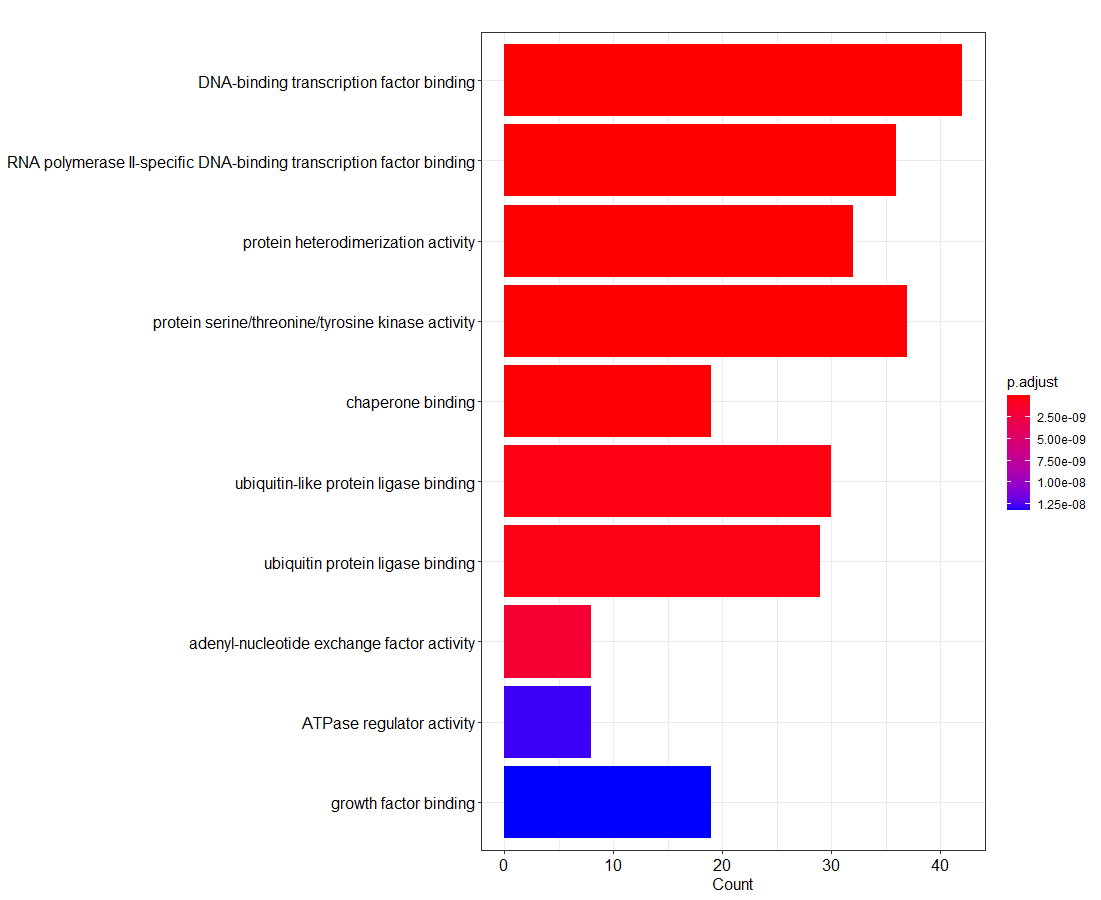 DNA-binding transcription factor binding
RNA polymerase II-specific DNA-binding transcription factor binding
protein heterodimerization activity
protein serine/threonine/tyrosine kinase activity
chaperone binding
ubiquitin-like protein ligase binding
ubiquitin protein ligase binding
adenyl-nucleotide exchange factor activity
ATPase regulator activity
growth factor binding
0 10 20 30 40
Count
p.adjust
2.50e-09
5.00e-09
7.50e-09
1.00e-08
1.25e-08